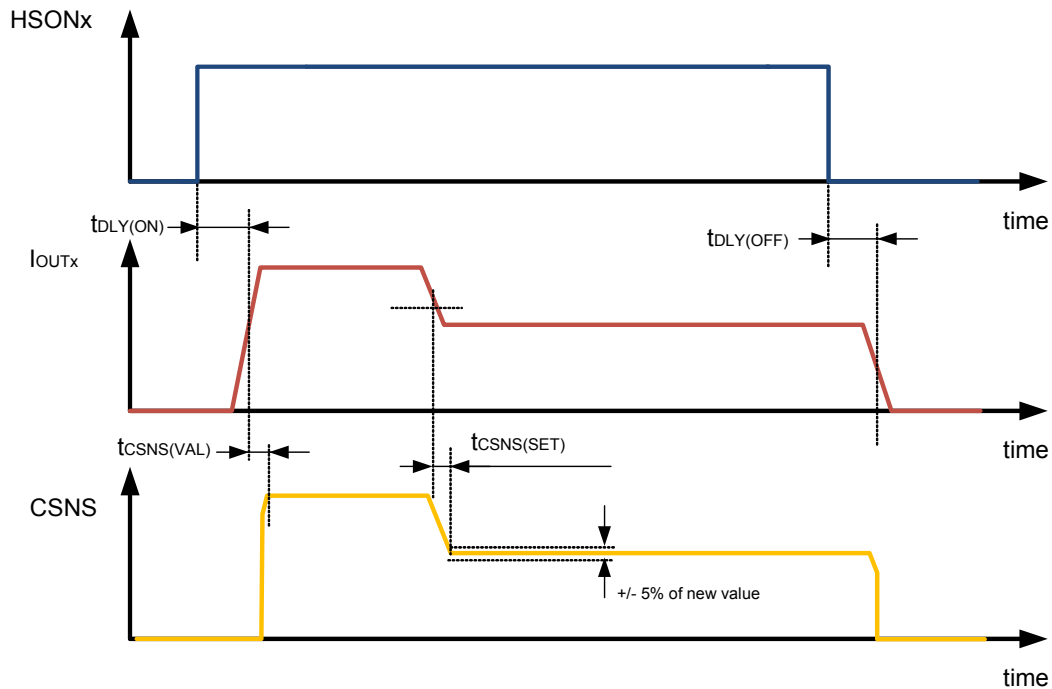 HSONx
time
tDLY(ON)
tDLY(OFF)
IOUTx
time
tCSNS(VAL)
tCSNS(SET)
CSNS
+/- 5% of new value
time